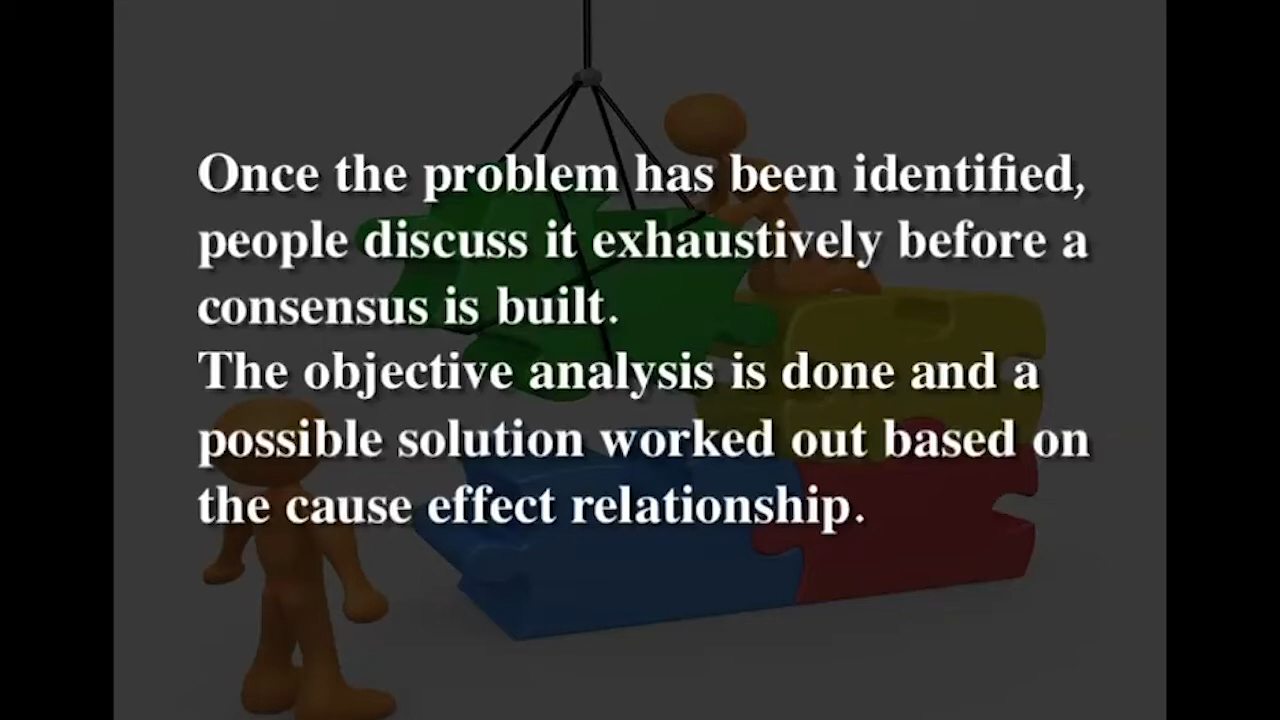 Once the problem has been identified,
people discuss it exhaustively before a
consensus is built.
The objective analysis is done and a
possible solution worked out based on
the cause effect relationship.